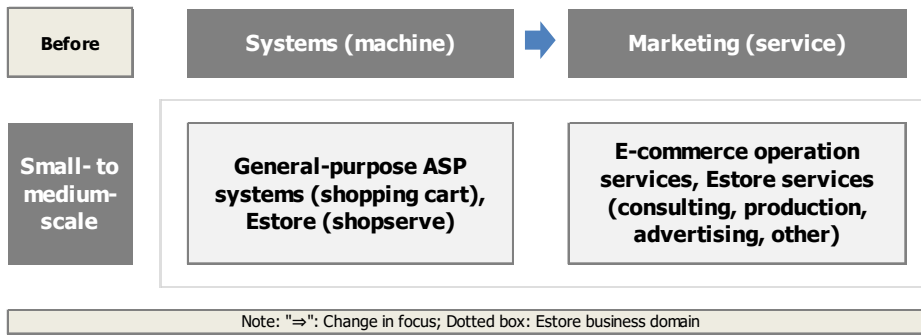 Before
Systems (machine)
Marketing (service)
Small- to
medium-
scale
General-purpose ASP
systems (shopping cart),
Estore (shopserve)
E-commerce operation
services, Estore services
(consulting, production,
advertising, other)
Note: "⇒": Change in focus; Dotted box: Estore business domain